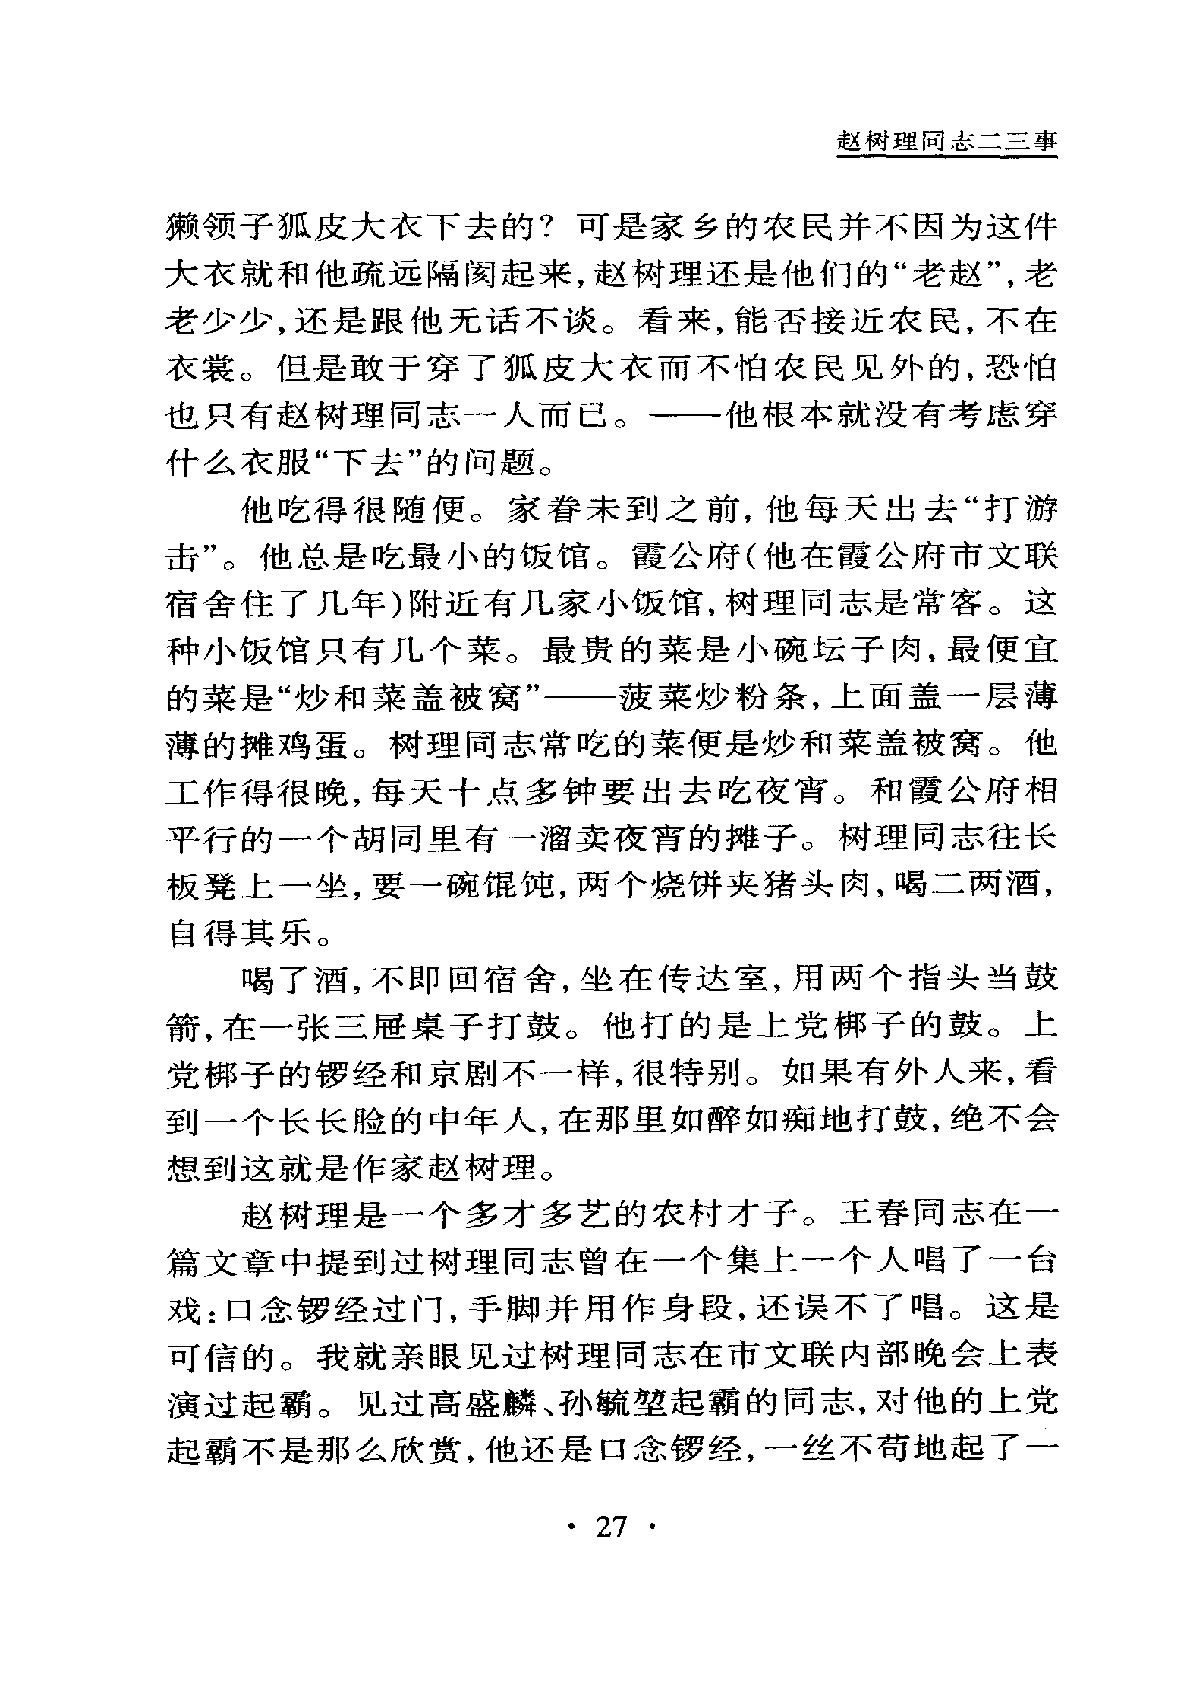 赵树理同志二三事
獭领子狐皮大衣下去的？可是家乡的农民并不因为这件
大衣就和他疏远隔阂起来，赵树理还是他们的“老赵”，老
老少少，还是跟他无话不谈。看来，能否接近农民，不在
衣裳。但是敢于穿了狐皮大衣而不怕农民见外的，恐怕
也只有赵树理同志一人而已。——他根本就没有考虑穿
什么衣服“下去”的问题。
他吃得很随便。家眷未到之前，他每天出去“打游
击”。他总是吃最小的饭馆。霞公府（他在霞公府市文联
宿舍住了几年）附近有几家小饭馆，树理同志是常客。这
种小饭馆只有几个菜。最贵的菜是小碗坛子肉，最便宜
的菜是“炒和菜盖被窝”——菠菜炒粉条，上面盖一层薄
薄的摊鸡蛋。树理同志常吃的菜便是炒和菜盖被窝。他
工作得很晚，每天十点多钟要出去吃夜宵。和霞公府相
平行的一个胡同里有一溜卖夜宵的摊子。树理同志往长
板凳上一坐，要一碗馄饨，两个烧饼夹猪头肉，喝二两酒，
自得其乐。
喝了酒，不即回宿舍，坐在传达室，用两个指头当鼓
箭，在一张三屉桌子打鼓。他打的是上党梆子的鼓。上
党梆子的锣经和京剧不一样，很特别。如果有外人来，看
到一个长长脸的中年人，在那里如醉如痴地打鼓，绝不会
想到这就是作家赵树理。
赵树理是一个多才多艺的农村才子。王春同志在一
篇文章中提到过树理同志曾在一个集上一个人唱了一台
戏：口念锣经过门，手脚并用作身段，还误不了唱。这是
可信的。我就亲眼见过树理同志在市文联内部晚会上表
演过起霸。见过高盛麟、孙毓堃起霸的同志，对他的上党
起霸不是那么欣赏，他还是口念锣经，一丝不苟地起了一
· 27 ·